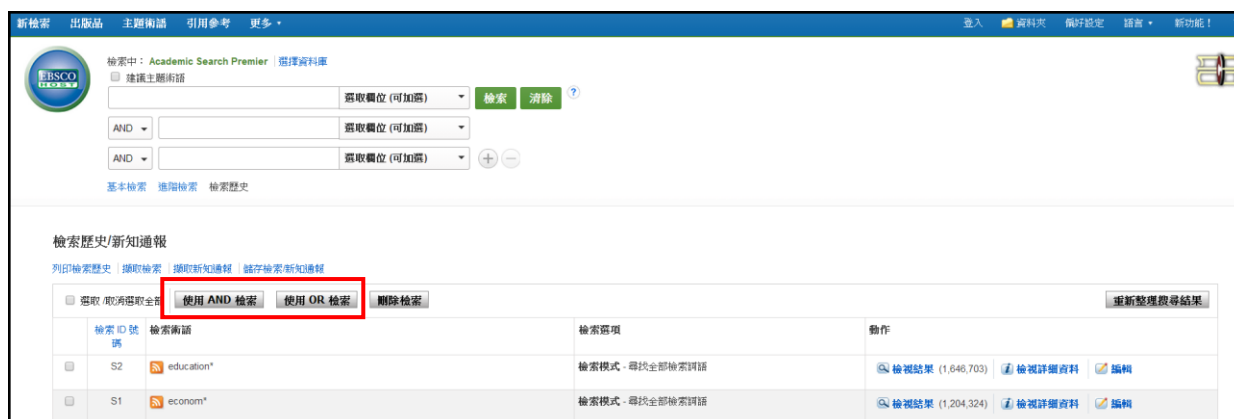 新檢索 出版品 主題術語 引用參考 更多 登入 資料夾 偏好設定 語言 新功能！
EBSCO
HOST
檢索中： Academic Search Premier 選擇資料庫
建議主題術語
選取欄位 (可加選) 檢索 清除 ?
AND 選取欄位 (可加選)
AND 選取欄位 (可加選)
基本檢索 進階檢索 檢索歷史
檢索歷史/新知通報
列印檢索歷史 擷取檢索 擷取新知通報 儲存檢索/新知通報
選取 /取消選取全部 使用 AND 檢索 使用 OR 檢索 刪除檢索 重新整理搜尋結果
檢索 ID 號碼 檢索術語 檢索選項 動作
S2 education* 檢索模式 - 尋找全部檢索詞語 檢視結果 (1,646,703) 檢視詳細資料 編輯
S1 econom* 檢索模式 - 尋找全部檢索詞語 檢視結果 (1,204,324) 檢視詳細資料 編輯